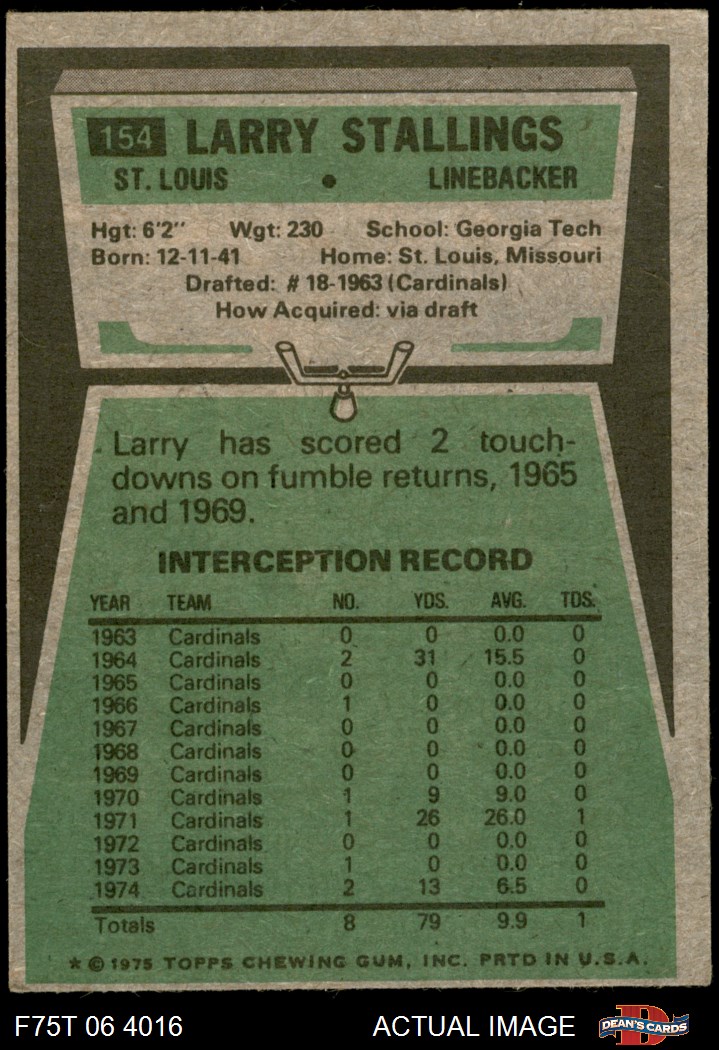 154 LARRY STALLINGS
ST. LOUIS • LINEBACKER
Hgt: 6'2" Wgt: 230 School: Georgia Tech
Born: 12-11-41 Home: St. Louis, Missouri
Drafted: # 18-1963 (Cardinals)
How Acquired: via draft
Larry has scored 2 touch-
downs on fumble returns, 1965
and 1969.
INTERCEPTION RECORD
YEAR TEAM NO. YDS. AVG. TDS.
1963 Cardinals 0 0 0.0 0
1964 Cardinals 2 31 15.5 0
1965 Cardinals 0 0 0.0 0
1966 Cardinals 1 0 0.0 0
1967 Cardinals 0 0 0.0 0
1968 Cardinals 0 0 0.0 0
1969 Cardinals 0 0 0.0 0
1970 Cardinals 1 9 9.0 0
1971 Cardinals 1 26 26.0 1
1972 Cardinals 0 0 0.0 0
1973 Cardinals 1 0 0.0 0
1974 Cardinals 2 13 6.5 0
Totals 8 79 9.9 1
* © 1975 TOPPS CHEWING GUM, INC. PRTD IN U.S.A.
F75T 06 4016 ACTUAL IMAGE D DEAN'S CARDS